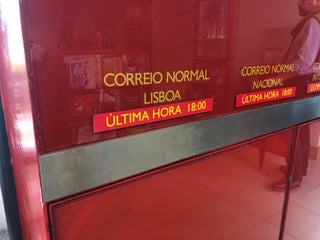 CORREIO NORMAL
LISBOA
ÚLTIMA HORA 18:00
CORREIO NORMAL
NACIONAL
ÚLTIMA HORA 18:00